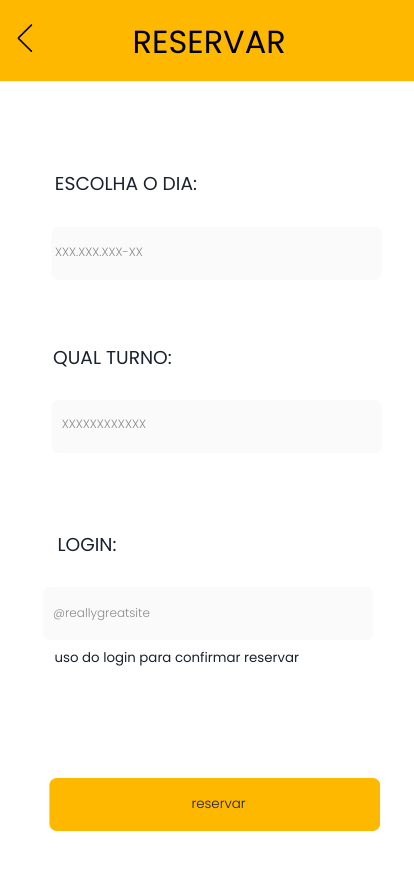 RESERVAR
ESCOLHA O DIA:
XXX.XXX.XXX-XX
QUAL TURNO:
XXXXXXXXXXXX
LOGIN:
@reallygreatsite
uso do login para confirmar reservar
reservar